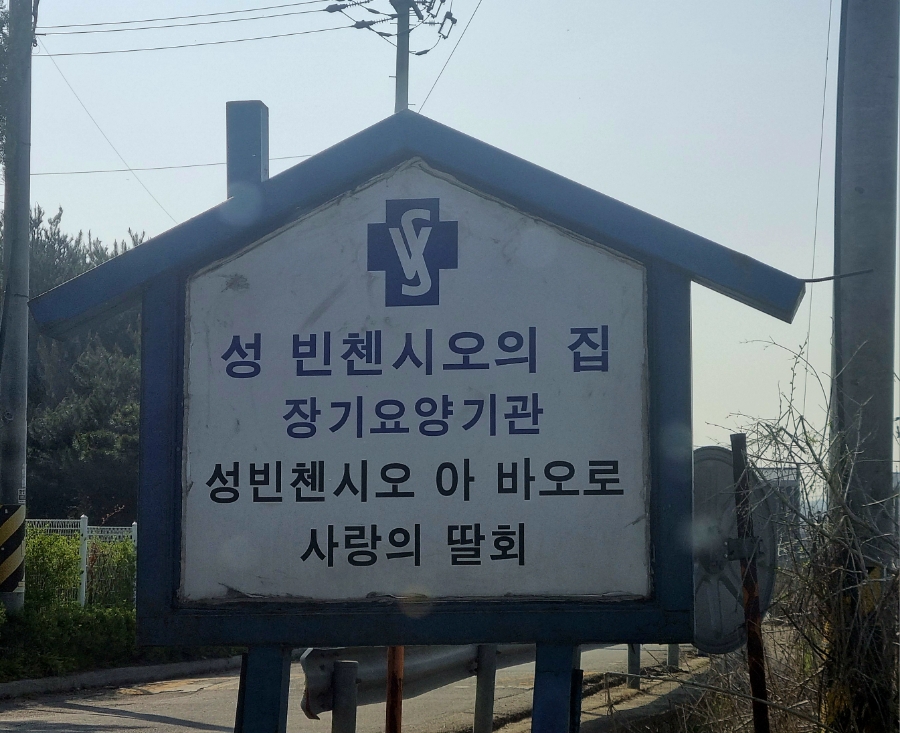 성 빈첸시오의 집
장기요양기관
성빈첸시오 아 바오로
사랑의 딸회